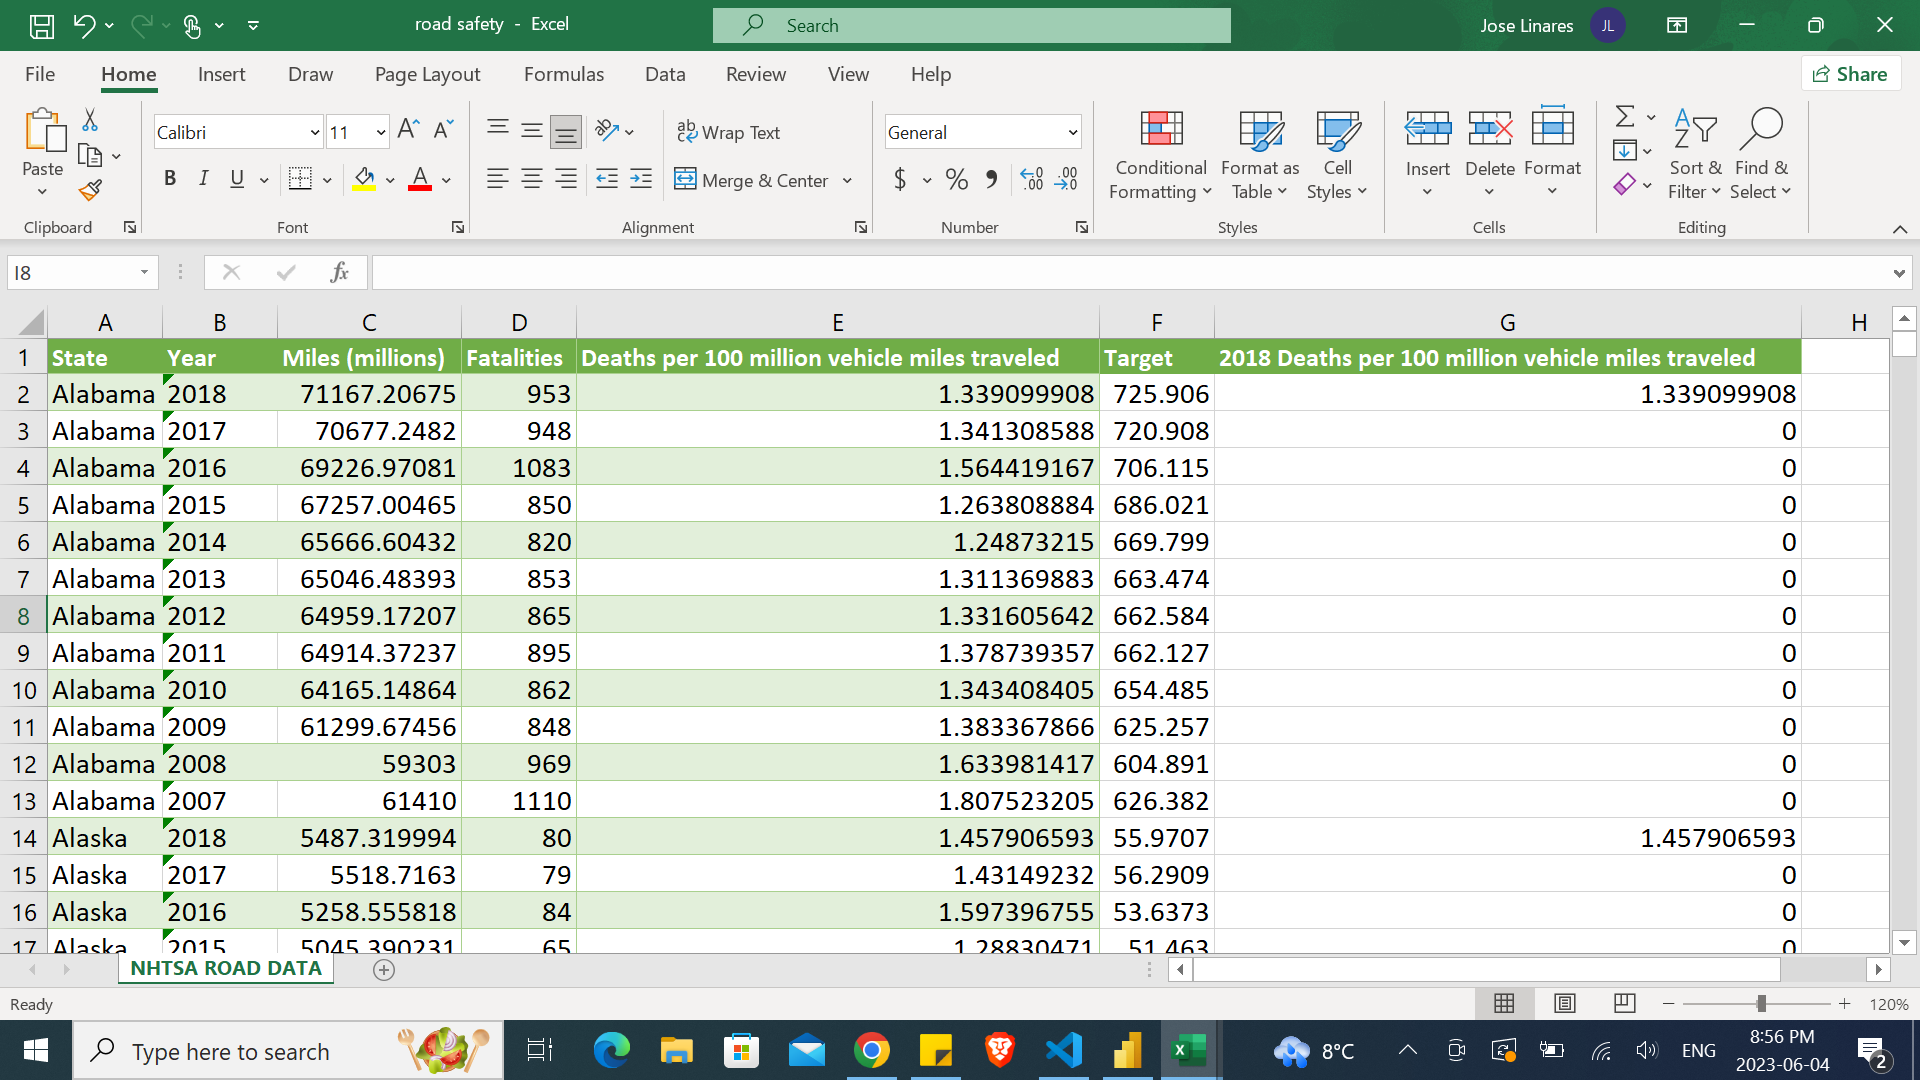 road safety - Excel
Search
Jose Linares JL
File Home Insert Draw Page Layout Formulas Data Review View Help
Share
Paste
Calibri 11
B I U A
ab Wrap Text
Merge & Center
General
$ % 9
Conditional Formatting
Format as Table
Cell Styles
Insert Delete Format
Sort & Filter
Find & Select
Clipboard Font Alignment Number Styles Cells Editing
I8 fx
A B C D E F G H
1 State Year Miles (millions) Fatalities Deaths per 100 million vehicle miles traveled Target 2018 Deaths per 100 million vehicle miles traveled
2 Alabama 2018 71167.20675 953 1.339099908 725.906 1.339099908
3 Alabama 2017 70677.2482 948 1.341308588 720.908 0
4 Alabama 2016 69226.97081 1083 1.564419167 706.115 0
5 Alabama 2015 67257.00465 850 1.263808884 686.021 0
6 Alabama 2014 65666.60432 820 1.24873215 669.799 0
7 Alabama 2013 65046.48393 853 1.311369883 663.474 0
8 Alabama 2012 64959.17207 865 1.331605642 662.584 0
9 Alabama 2011 64914.37237 895 1.378739357 662.127 0
10 Alabama 2010 64165.14864 862 1.343408405 654.485 0
11 Alabama 2009 61299.67456 848 1.383367866 625.257 0
12 Alabama 2008 59303 969 1.633981417 604.891 0
13 Alabama 2007 61410 1110 1.807523205 626.382 0
14 Alaska 2018 5487.319994 80 1.457906593 55.9707 1.457906593
15 Alaska 2017 5518.7163 79 1.43149232 56.2909 0
16 Alaska 2016 5258.555818 84 1.597396755 53.6373 0
17 Alaska 2015 5045.390231 65 1.28830471 51.463 0
NHTSA ROAD DATA
Ready 120%
Type here to search
8°C
ENG
8:56 PM
2023-06-04
2